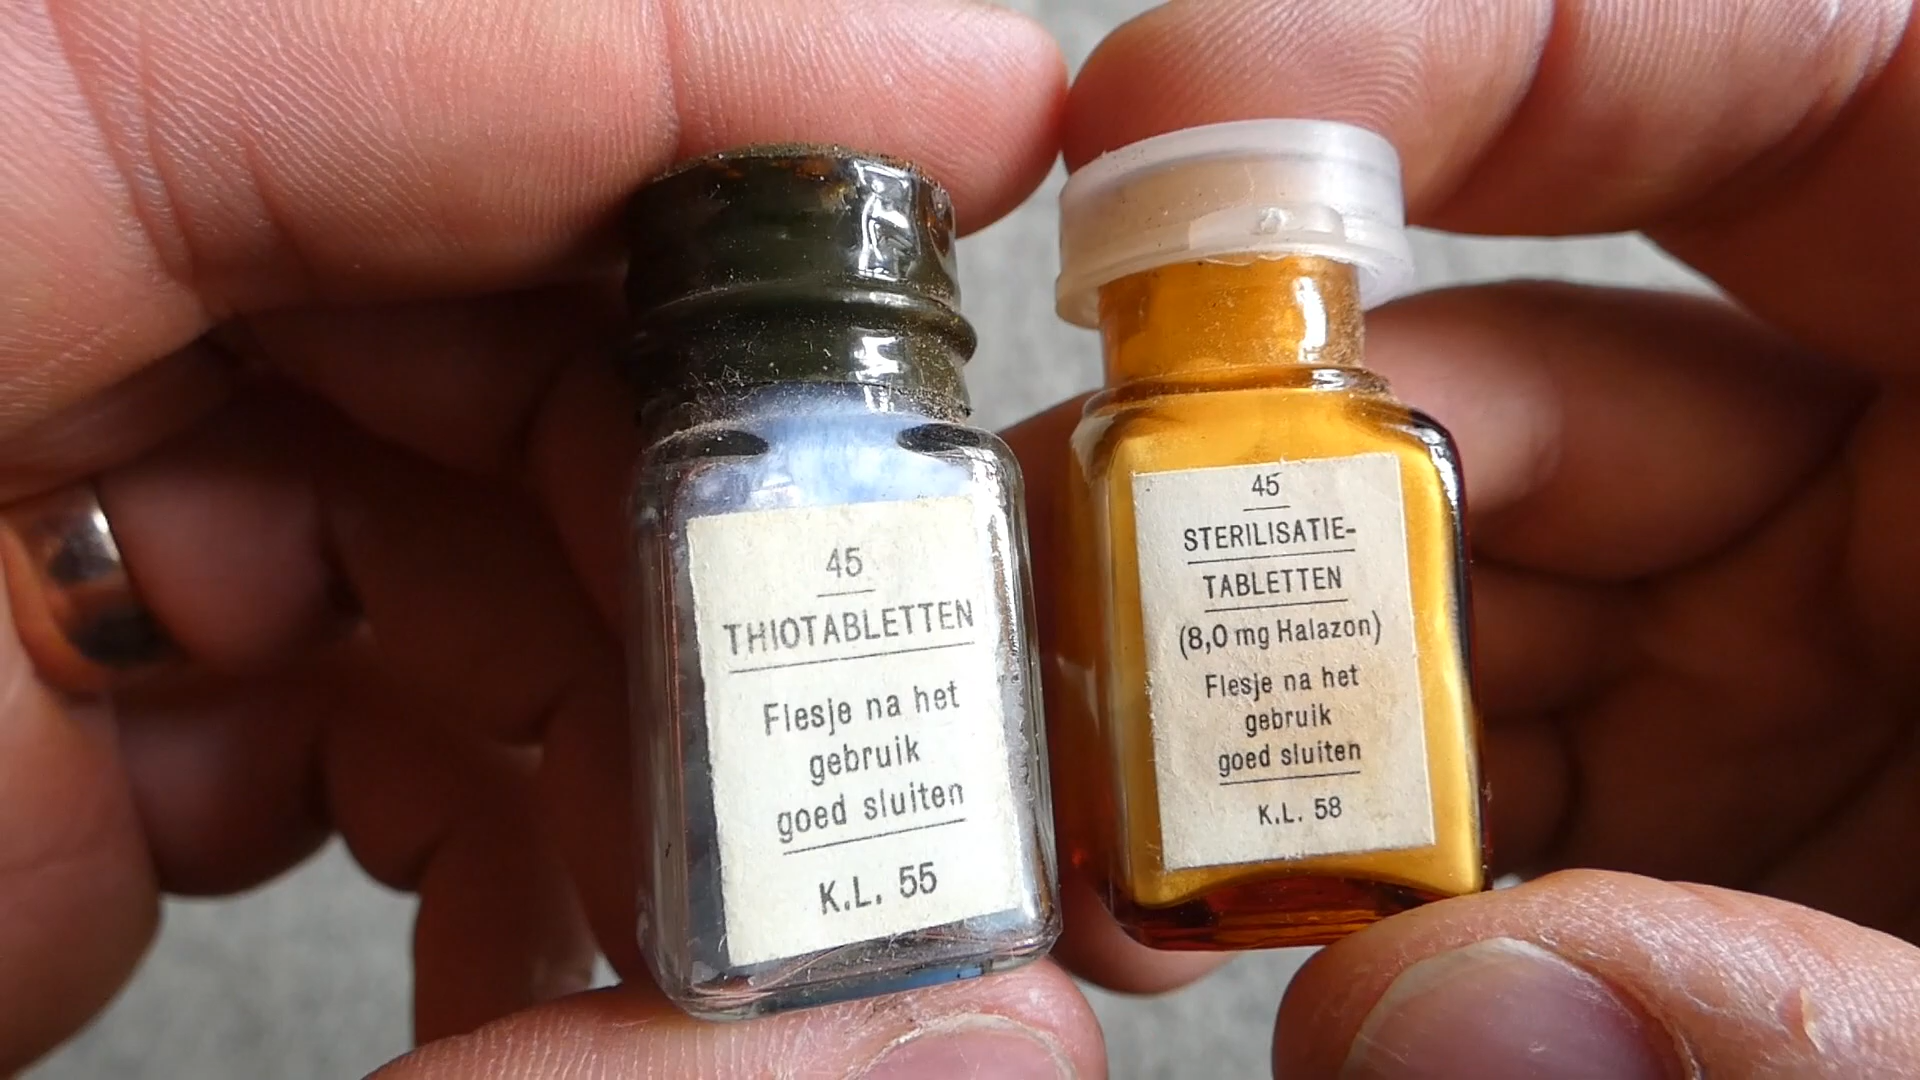 45
THIOTABLETTEN
Flesje na het
gebruik
goed sluiten
K.L. 55
45
STERILISATIE-
TABLETTEN
(8,0 mg Halazon)
Flesje na het
gebruik
goed sluiten
K.L. 58